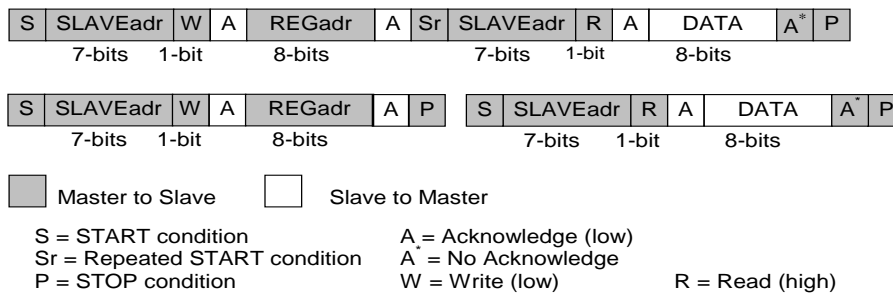 S SLAVEadr W A REGadr A Sr SLAVEadr R A DATA A* P
7-bits 1-bit 8-bits 7-bits 1-bit 8-bits
S SLAVEadr W A REGadr A P S SLAVEadr R A DATA A* P
7-bits 1-bit 8-bits 7-bits 1-bit 8-bits
Master to Slave Slave to Master
S = START condition A = Acknowledge (low)
Sr = Repeated START condition A* = No Acknowledge
P = STOP condition W = Write (low) R = Read (high)